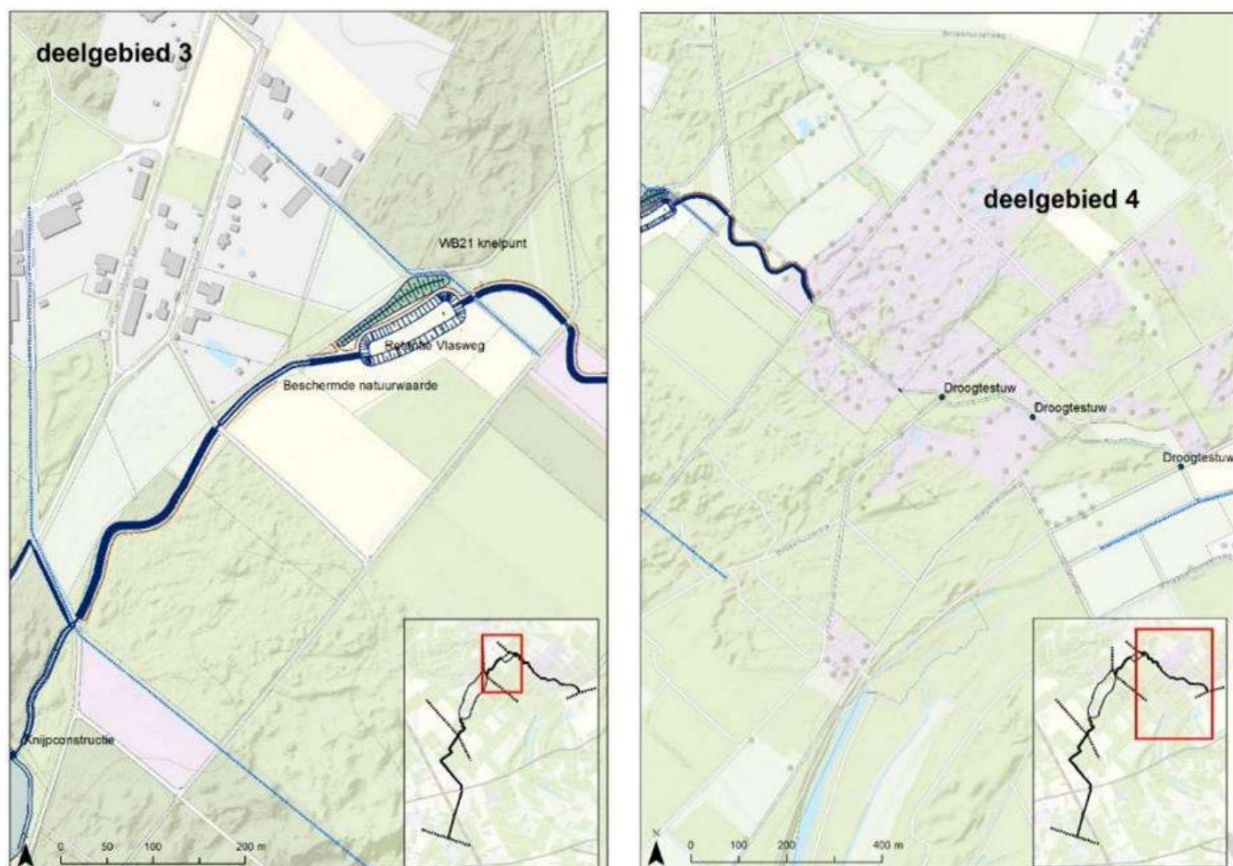 deelgebied 3
WB21 knelpunt
Retentie Vlasweg
Beschermde natuurwaarde
Knijpconstructie
0 50 100 200 m
deelgebied 4
Droogtestuw
Droogtestuw
Droogtestuw
0 100 200 400 m